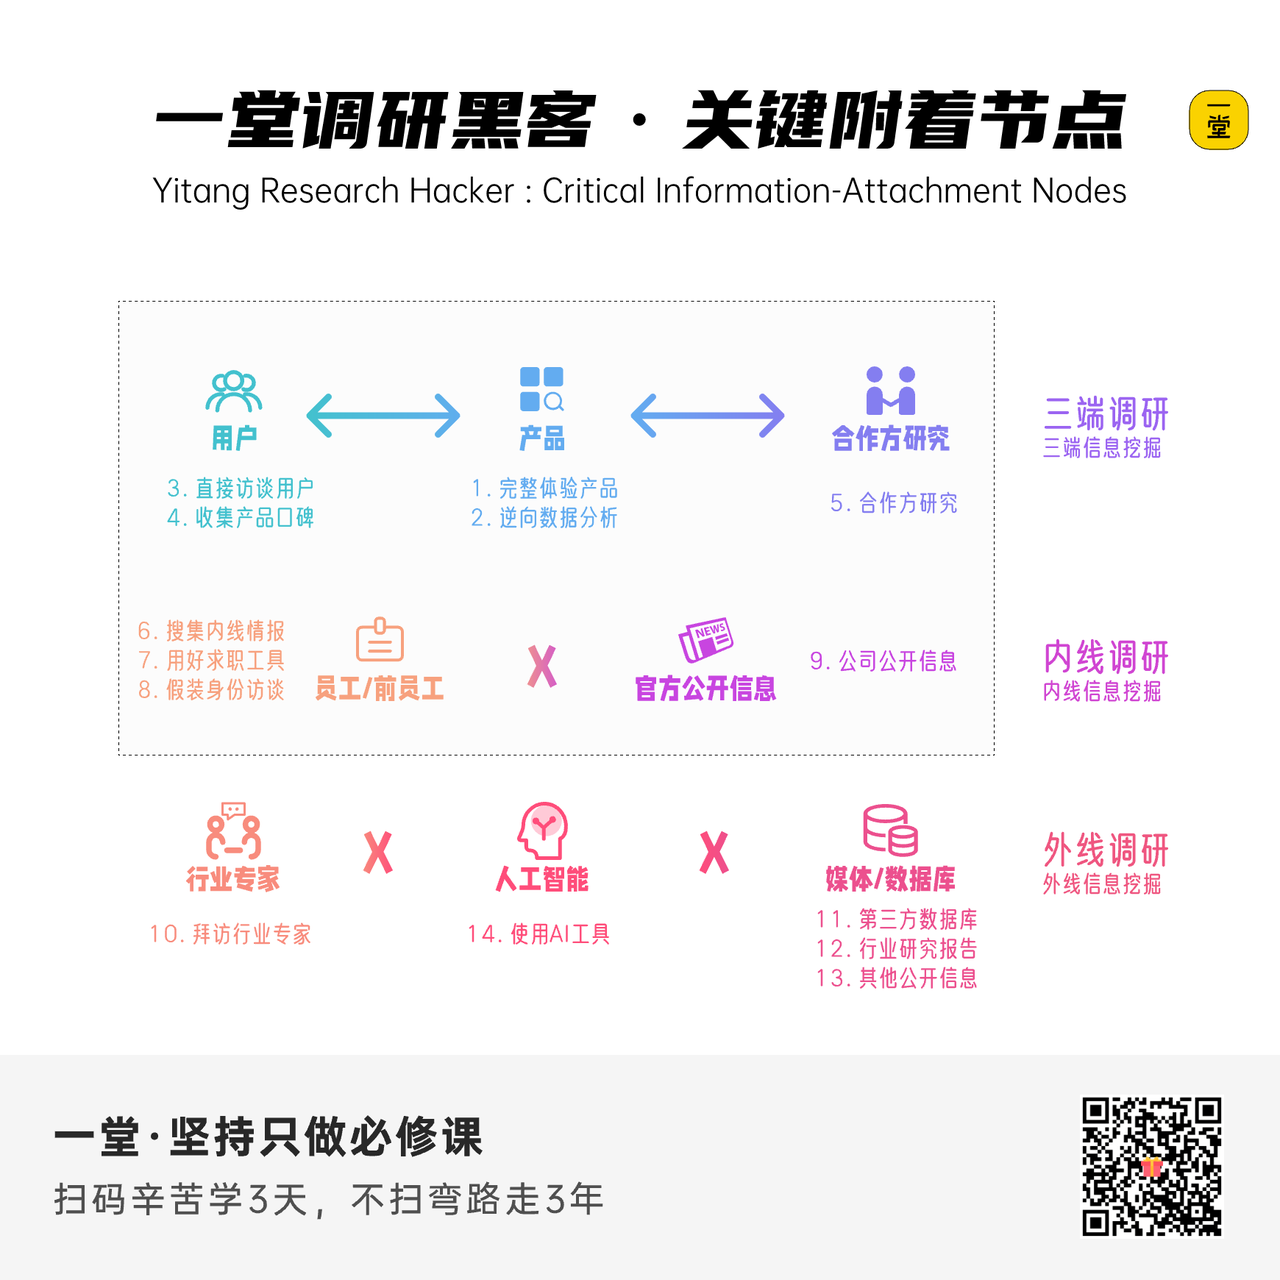 一堂调研黑客 · 关键附着节点
一堂
Yitang Research Hacker : Critical Information-Attachment Nodes
用户
产品
合作方研究
三端调研
三端信息挖掘
3. 直接访谈用户
4. 收集产品口碑
1. 完整体验产品
2. 逆向数据分析
5. 合作方研究
6. 搜集内线情报
7. 用好求职工具
8. 假装身份访谈
员工/前员工
X
NEWS
官方公开信息
9. 公司公开信息
内线调研
内线信息挖掘
行业专家
X
人工智能
X
媒体/数据库
外线调研
外线信息挖掘
10. 拜访行业专家
14. 使用AI工具
11. 第三方数据库
12. 行业研究报告
13. 其他公开信息
一堂·坚持只做必修课
扫码辛苦学3天，不扫弯路走3年